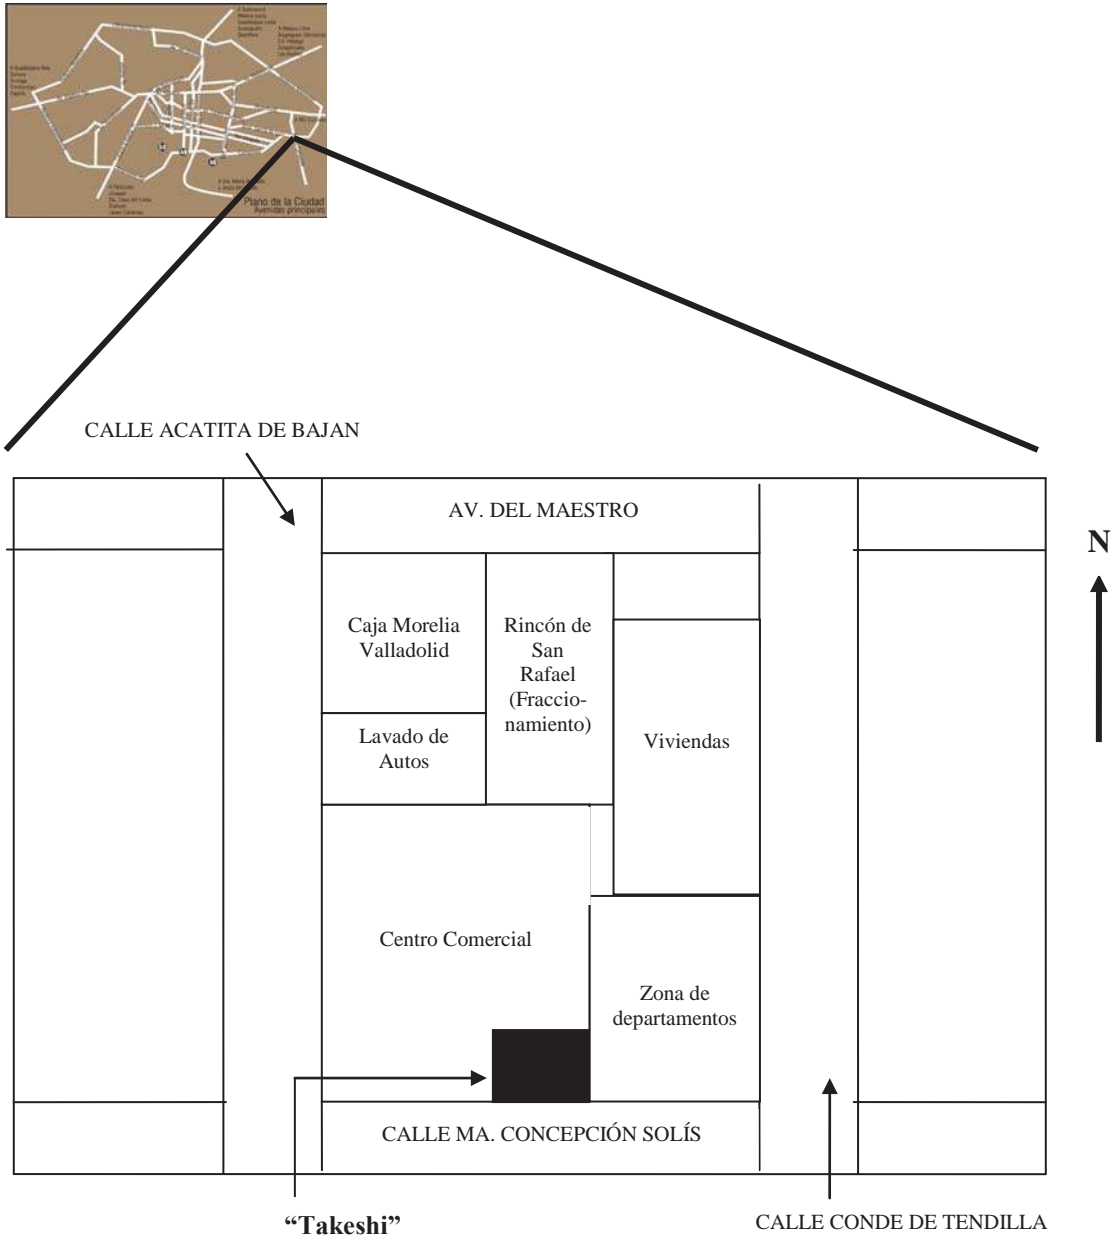 Plano de la Ciudad
Avenidas principales
CALLE ACATITA DE BAJAN
AV. DEL MAESTRO
N
Caja Morelia
Valladolid
Rincón de
San
Rafael
(Fraccio-
namiento)
Lavado de
Autos
Viviendas
Centro Comercial
Zona de
departamentos
CALLE MA. CONCEPCIÓN SOLÍS
“Takeshi”
CALLE CONDE DE TENDILLA